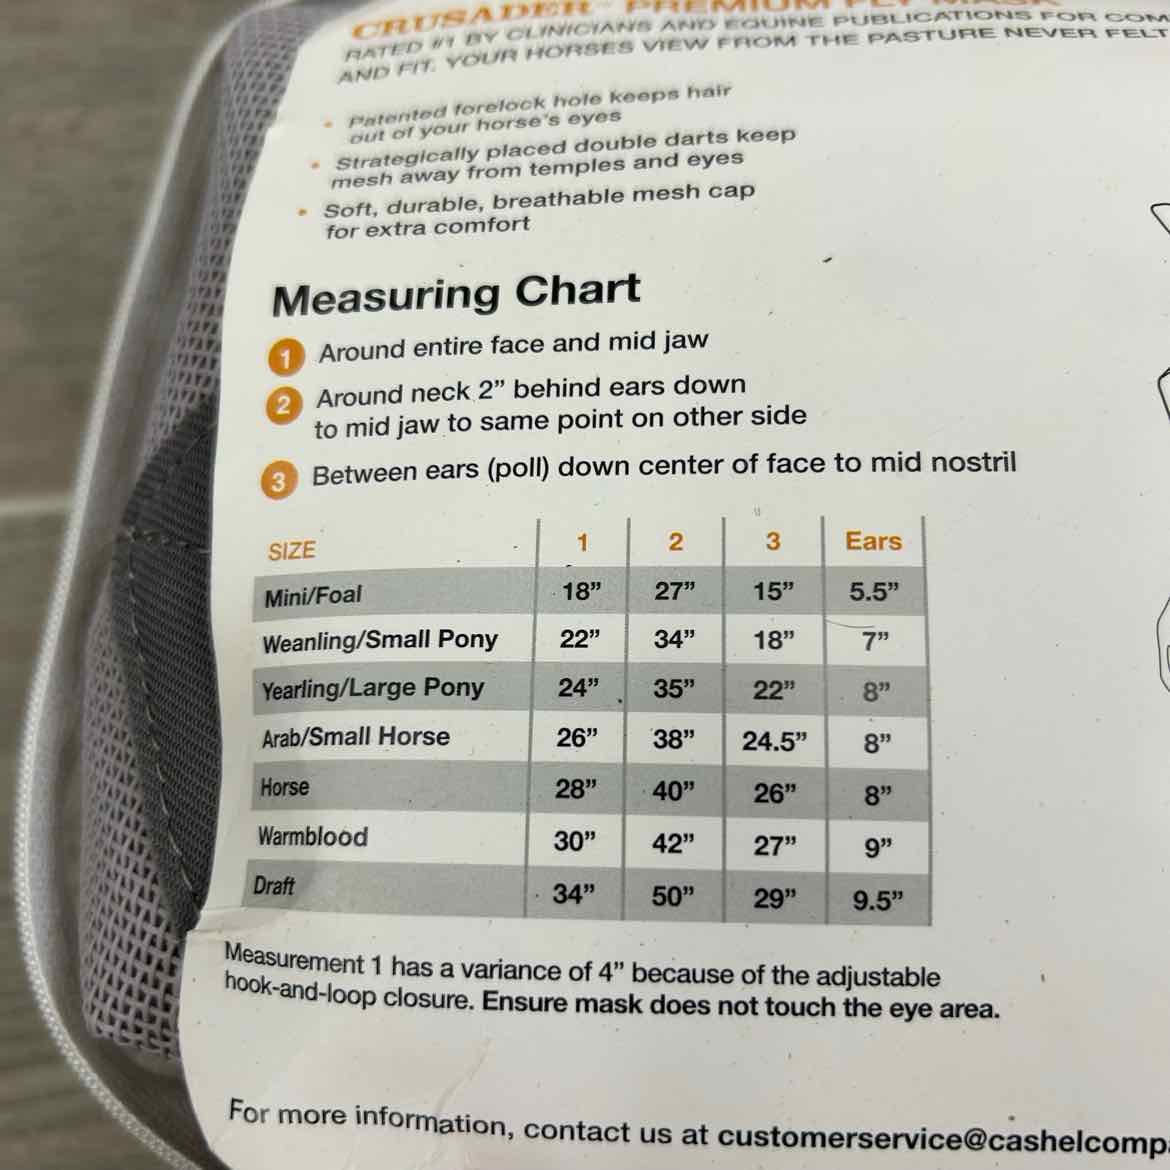 CRUSADER™ PREMIUM FLY MASK
RATED #1 BY CLINICIANS AND EQUINE PUBLICATIONS FOR
AND FIT. YOUR HORSES VIEW FROM THE PASTURE NEVER FELT
• Patented forelock hole keeps hair
out of your horse's eyes
• Strategically placed double darts keep
mesh away from temples and eyes
• Soft, durable, breathable mesh cap
for extra comfort
Measuring Chart
1 Around entire face and mid jaw
2 Around neck 2” behind ears down
to mid jaw to same point on other side
3 Between ears (poll) down center of face to mid nostril
SIZE 1 2 3 Ears
Mini/Foal 18” 27” 15” 5.5”
Weanling/Small Pony 22” 34” 18” 7”
Yearling/Large Pony 24” 35” 22” 8”
Arab/Small Horse 26” 38” 24.5” 8”
Horse 28” 40” 26” 8”
Warmblood 30” 42” 27” 9”
Draft 34” 50” 29” 9.5”
Measurement 1 has a variance of 4” because of the adjustable
hook-and-loop closure. Ensure mask does not touch the eye area.
For more information, contact us at customerservice@cashelcomp